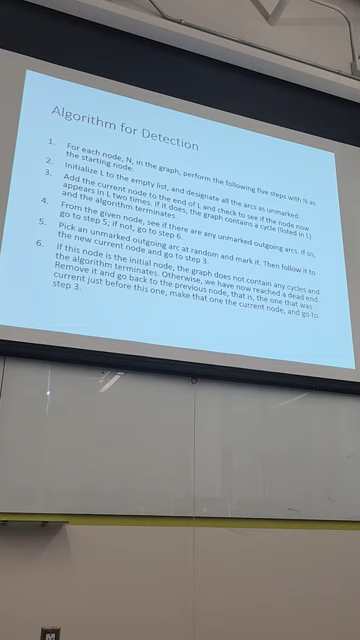 Algorithm for Detection
1. For each node, N, in the graph, perform the following five steps with N as
the starting node.
2. Initialize L to the empty list, and designate all the arcs as unmarked.
3. Add the current node to the end of L and check to see if the node now
appears in L two times. If it does, the graph contains a cycle (listed in L)
and the algorithm terminates.
4. From the given node, see if there are any unmarked outgoing arcs. If so,
go to step 5; if not, go to step 6.
5. Pick an unmarked outgoing arc at random and mark it. Then follow it to
the new current node and go to step 3.
6. If this node is the initial node, the graph does not contain any cycles and
the algorithm terminates. Otherwise, we have now reached a dead end.
Remove it and go back to the previous node, that is, the one that was
current just before this one, make that one the current node, and go to
step 3.